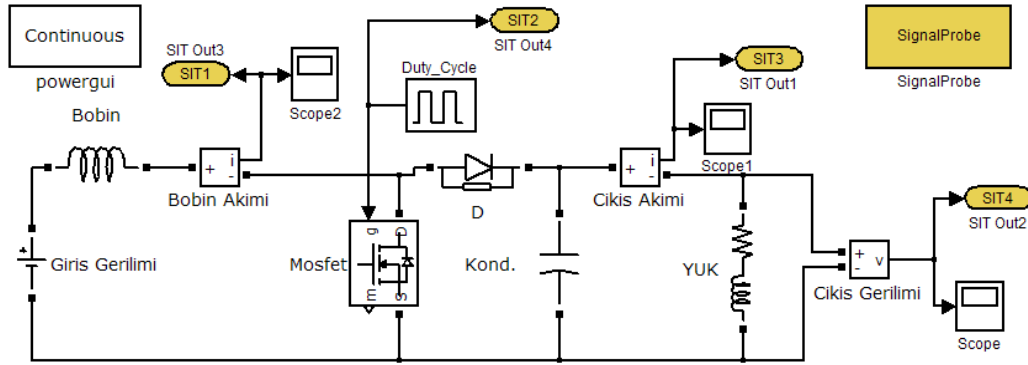 Continuous
powergui
SIT Out3
SIT1
Scope2
SIT2
SIT Out4
Duty_Cycle
SIT3
SIT Out1
Scope1
SignalProbe
SignalProbe
Bobin
+
i
-
Bobin Akimi
D
+
i
-
Cikis Akimi
+
Giris Gerilimi
Mosfet
g
D
m
S
Kond.
YUK
+
-
v
Cikis Gerilimi
SIT4
SIT Out2
Scope